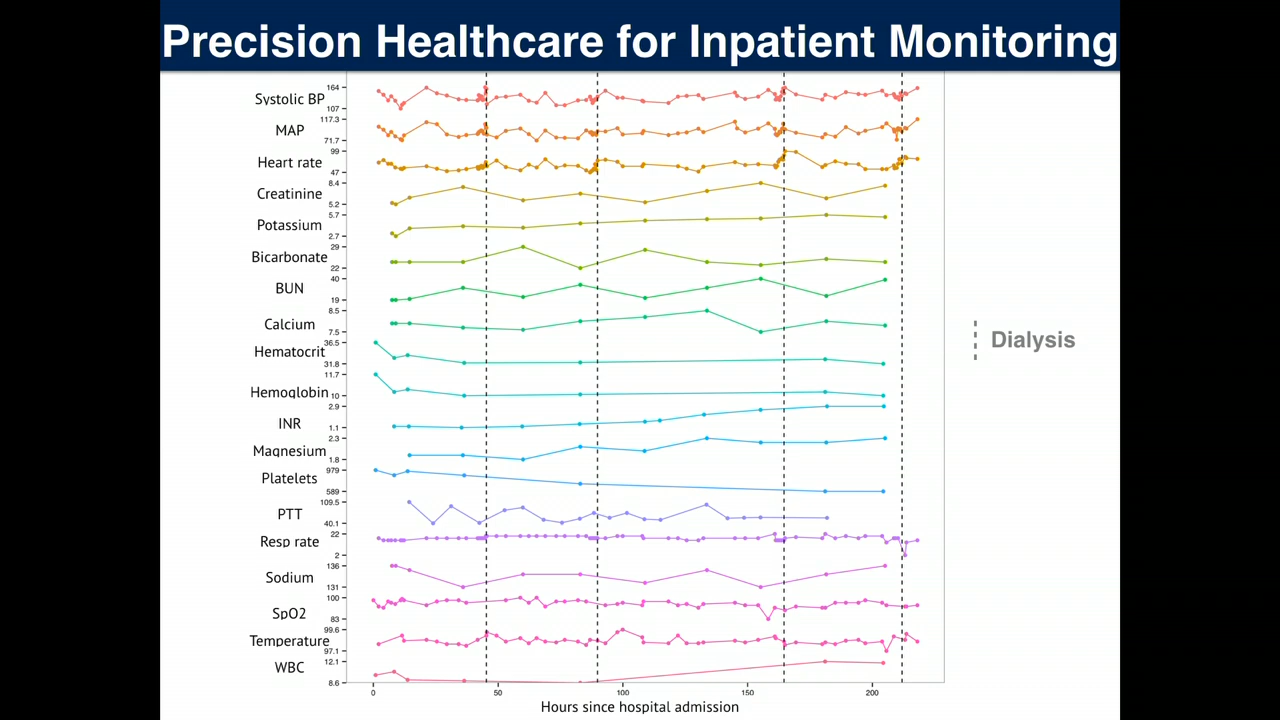 Precision Healthcare for Inpatient Monitoring
Systolic BP
164
107
MAP
117.3
71.7
Heart rate
99
47
Creatinine
8.4
5.2
Potassium
5.7
2.7
Bicarbonate
29
22
BUN
40
19
Calcium
8.5
7.5
Hematocrit
36.5
31.8
Hemoglobin
11.7
10
INR
2.9
1.1
Magnesium
2.3
1.8
Platelets
979
589
PTT
109.5
40.1
Resp rate
22
2
Sodium
136
131
SpO2
100
83
Temperature
99.6
97.1
WBC
12.1
8.6
0 50 100 150 200
Hours since hospital admission
Dialysis